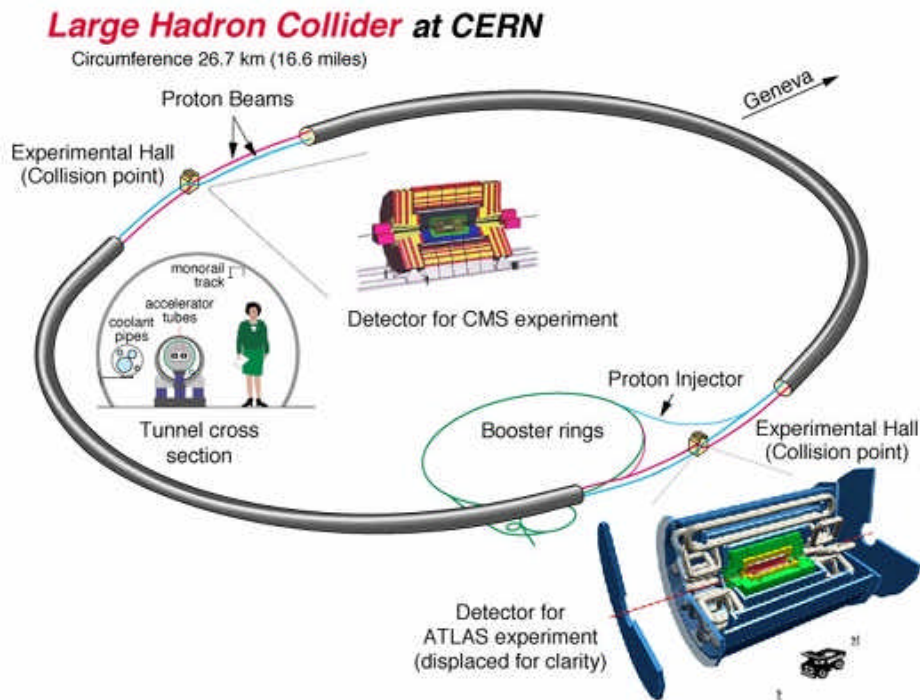 Large Hadron Collider at CERN
Circumference 26.7 km (16.6 miles)
Proton Beams
Geneva
Experimental Hall
(Collision point)
monorail
track
accelerator
tubes
coolant
pipes
Tunnel cross
section
Detector for CMS experiment
Proton Injector
Booster rings
Experimental Hall
(Collision point)
Detector for
ATLAS experiment
(displaced for clarity)